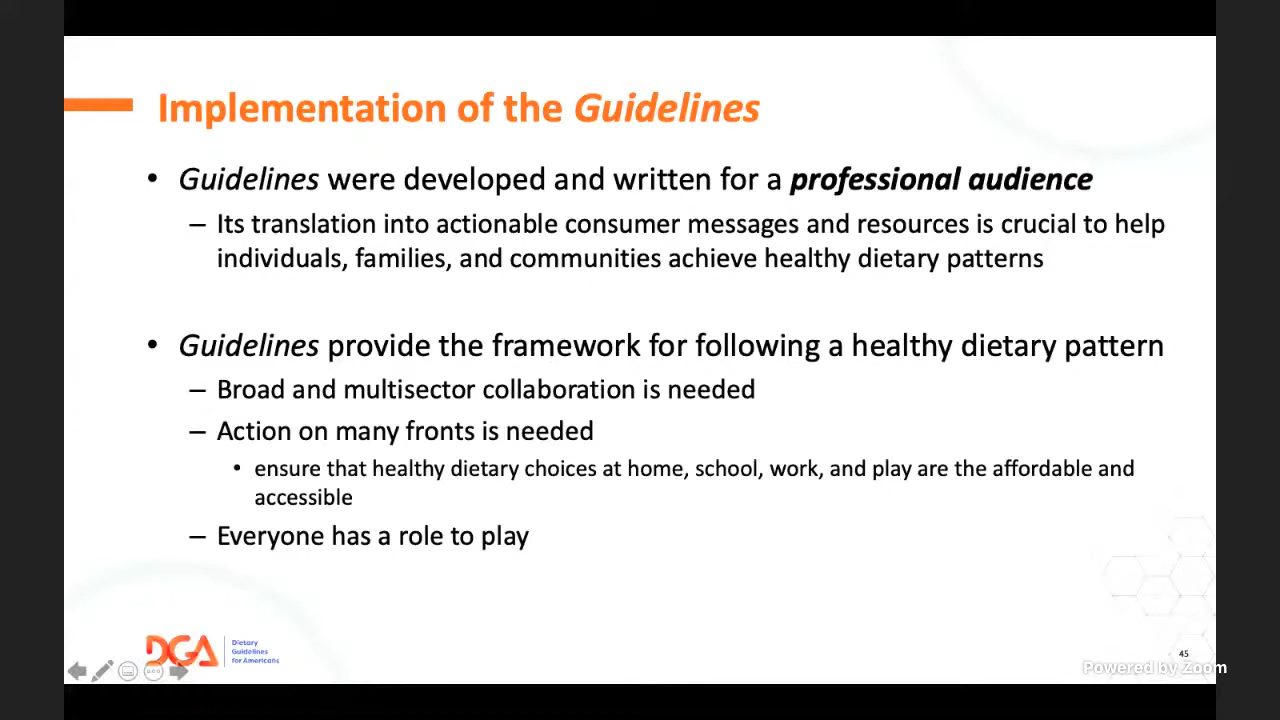 Implementation of the Guidelines
• Guidelines were developed and written for a professional audience
– Its translation into actionable consumer messages and resources is crucial to help
individuals, families, and communities achieve healthy dietary patterns
• Guidelines provide the framework for following a healthy dietary pattern
– Broad and multisector collaboration is needed
– Action on many fronts is needed
• ensure that healthy dietary choices at home, school, work, and play are the affordable and
accessible
– Everyone has a role to play
DGA
Dietary
Guidelines
for Americans
45
Powered by Zoom